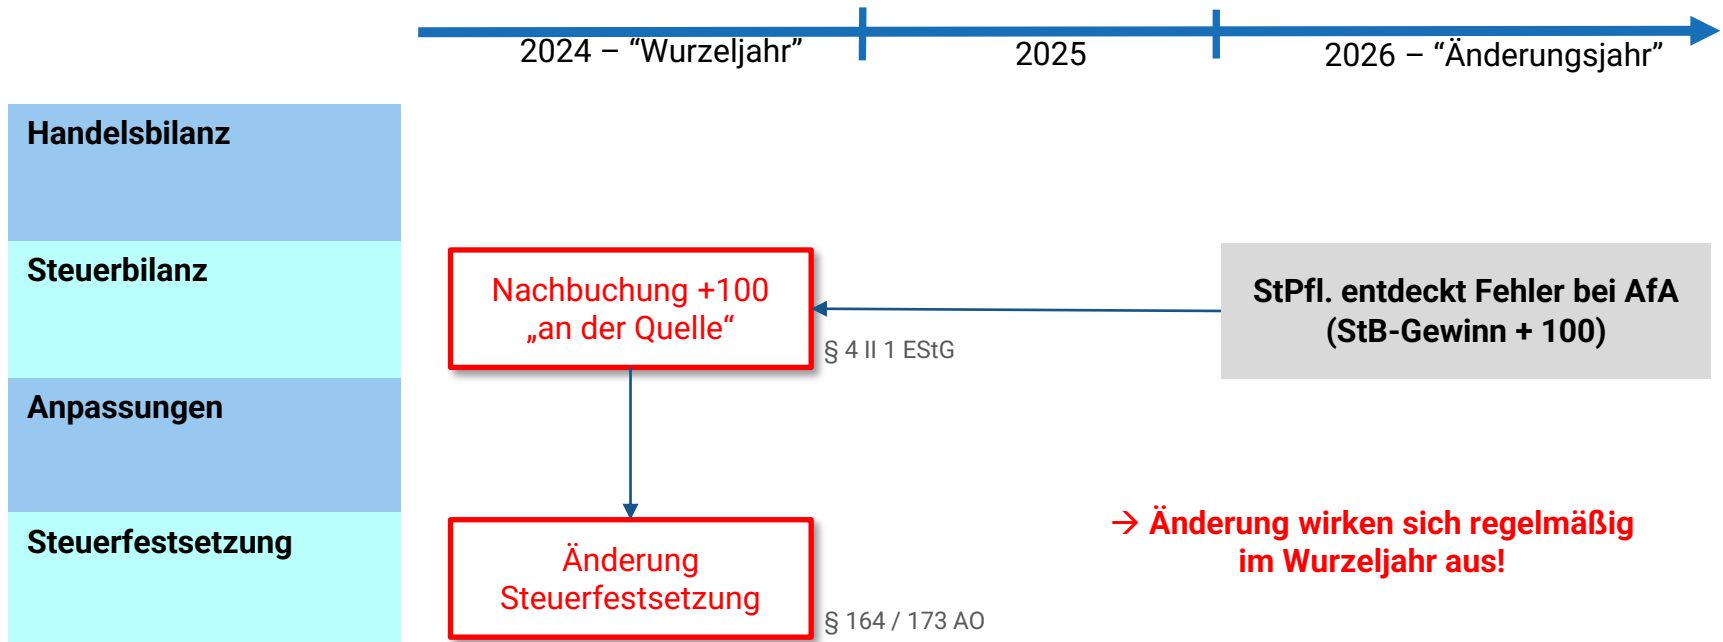 2024 – “Wurzeljahr”
2025
2026 – “Änderungsjahr”
Handelsbilanz
Steuerbilanz
Nachbuchung +100
„an der Quelle“
§ 4 II 1 EStG
StPfl. entdeckt Fehler bei AfA
(StB-Gewinn + 100)
Anpassungen
Steuerfestsetzung
Änderung
Steuerfestsetzung
§ 164 / 173 AO
→ Änderung wirken sich regelmäßig
im Wurzeljahr aus!